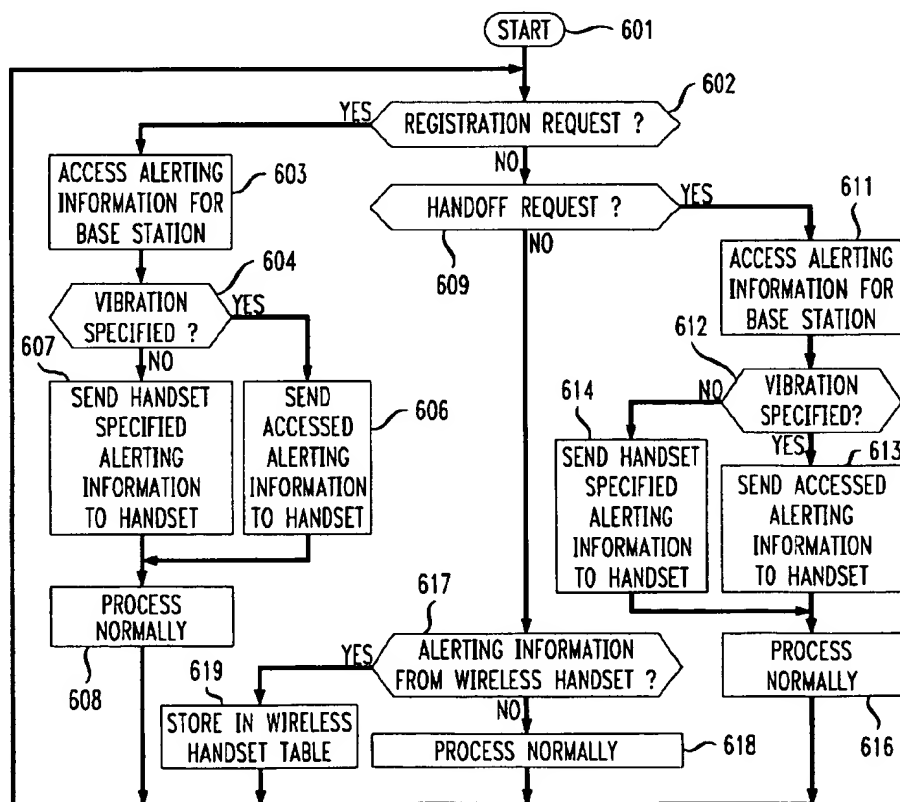 START
601
602
YES
REGISTRATION REQUEST ?
NO
ACCESS ALERTING
INFORMATION FOR
BASE STATION
603
HANDOFF REQUEST ?
YES
609
NO
611
ACCESS ALERTING
INFORMATION FOR
BASE STATION
604
VIBRATION
SPECIFIED ?
YES
NO
607
SEND HANDSET
SPECIFIED
ALERTING
INFORMATION
TO HANDSET
SEND
ACCESSED
ALERTING
INFORMATION
TO HANDSET
606
612
NO
VIBRATION
SPECIFIED?
YES
614
SEND HANDSET
SPECIFIED
ALERTING
INFORMATION
TO HANDSET
613
SEND ACCESSED
ALERTING
INFORMATION
TO HANDSET
PROCESS
NORMALLY
608
617
YES
ALERTING INFORMATION
FROM WIRELESS HANDSET ?
NO
619
STORE IN WIRELESS
HANDSET TABLE
PROCESS NORMALLY
618
PROCESS
NORMALLY
616